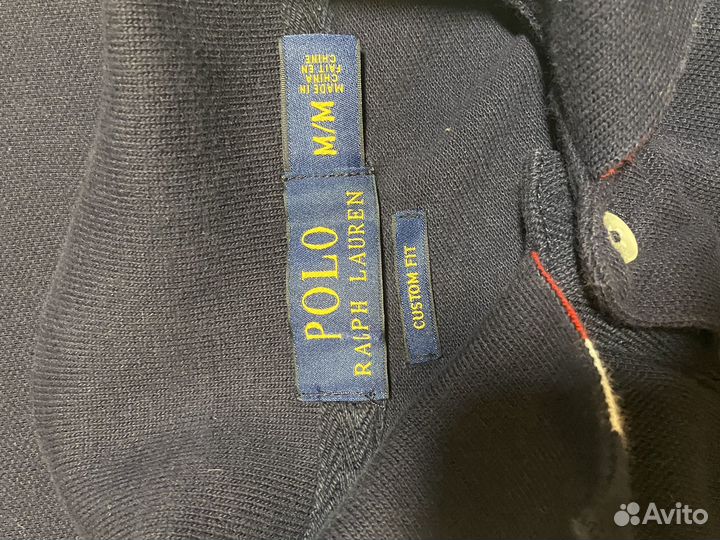 POLO
RALPH LAUREN
M/M
MADE IN
CHINA
FAIT EN
CHINE
CUSTOM FIT
Avito